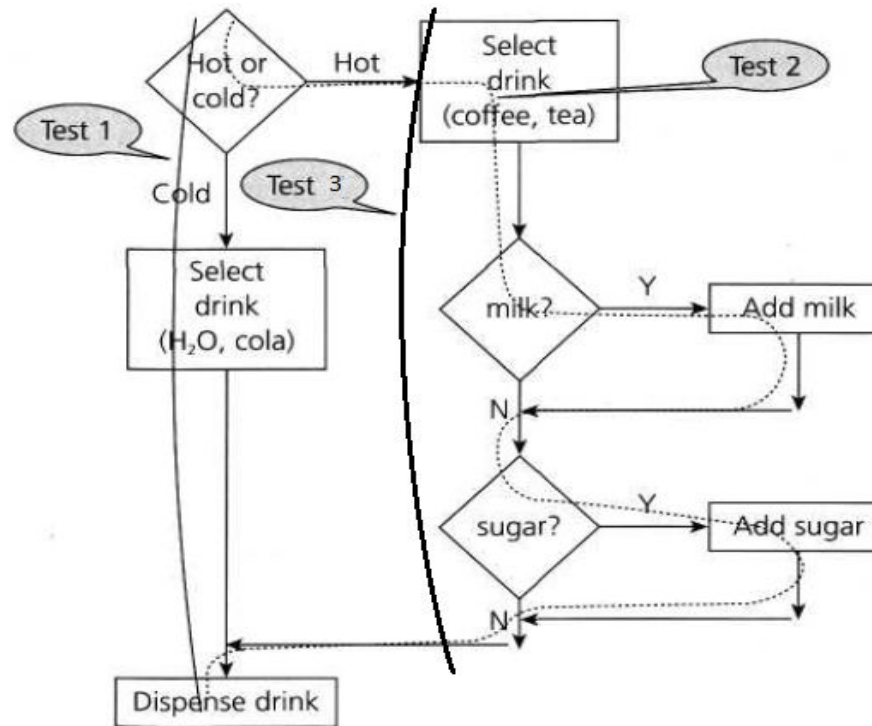 Hot or
cold?
Hot
Select
drink
(coffee, tea)
Test 2
Test 1
Cold
Test 3
Select
drink
(H₂O, cola)
milk?
Y
Add milk
N
sugar?
Y
Add sugar
N
Dispense drink